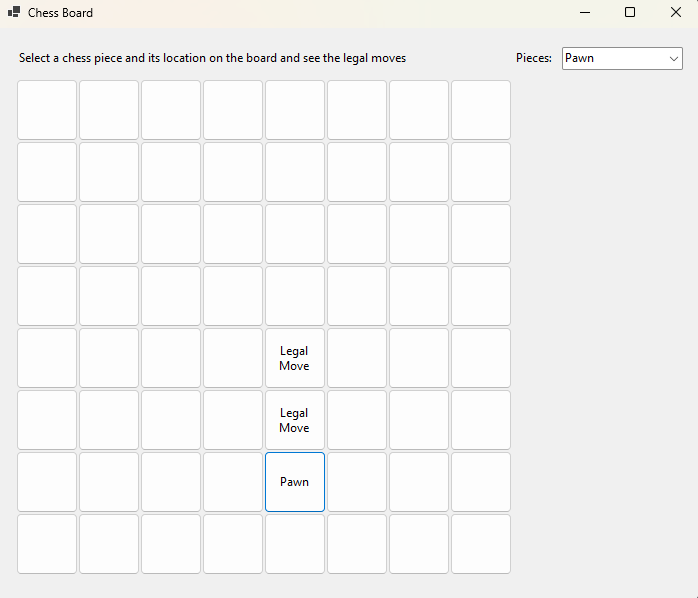 Chess Board
Select a chess piece and its location on the board and see the legal moves
Pieces:
Pawn
Legal
Move
Legal
Move
Pawn